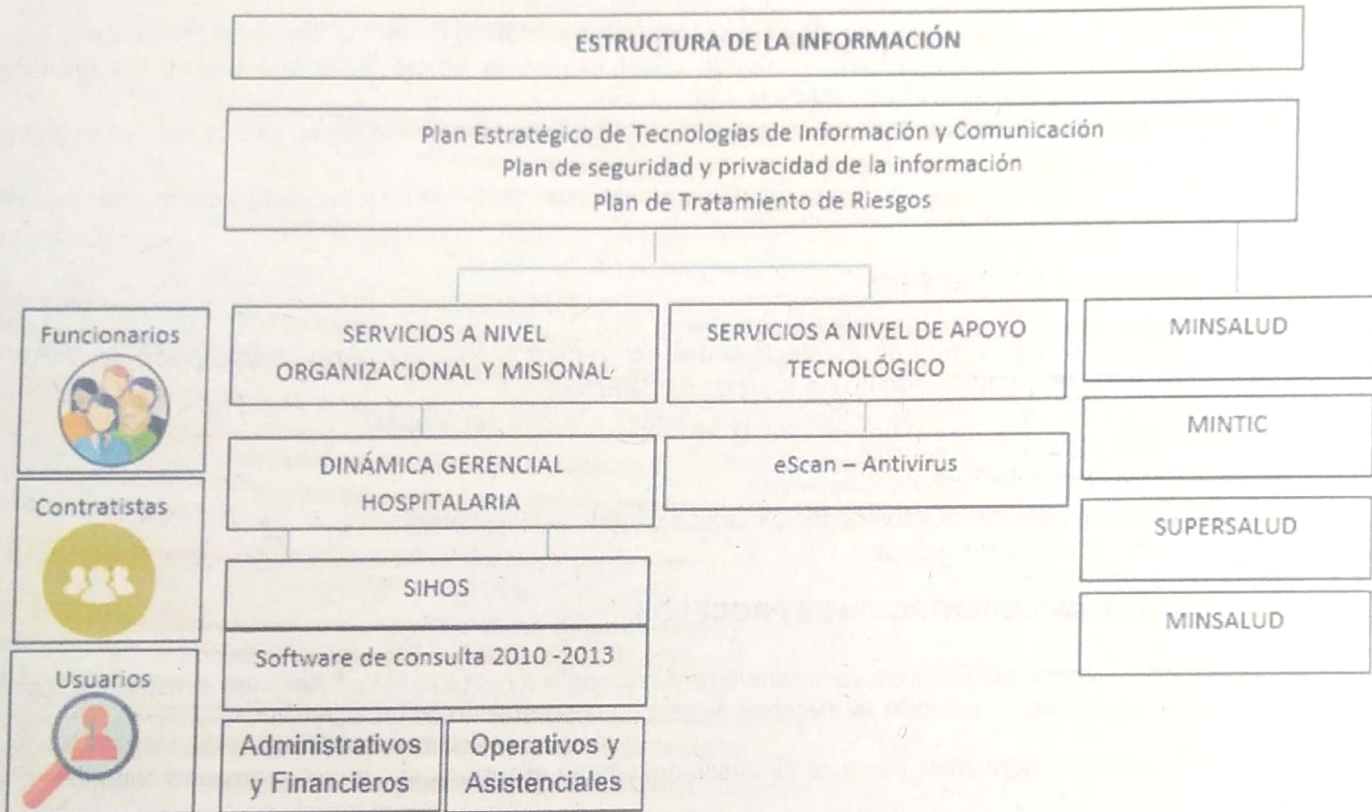 ESTRUCTURA DE LA INFORMACIÓN
Plan Estratégico de Tecnologías de Información y Comunicación
Plan de seguridad y privacidad de la información
Plan de Tratamiento de Riesgos
Funcionarios
Contratistas
Usuarios
SERVICIOS A NIVEL
ORGANIZACIONAL Y MISIONAL
DINÁMICA GERENCIAL
HOSPITALARIA
SIHOS
Software de consulta 2010 -2013
Administrativos
y Financieros
Operativos y
Asistenciales
SERVICIOS A NIVEL DE APOYO
TECNOLÓGICO
eScan – Antivirus
MINSALUD
MINTIC
SUPERSALUD
MINSALUD